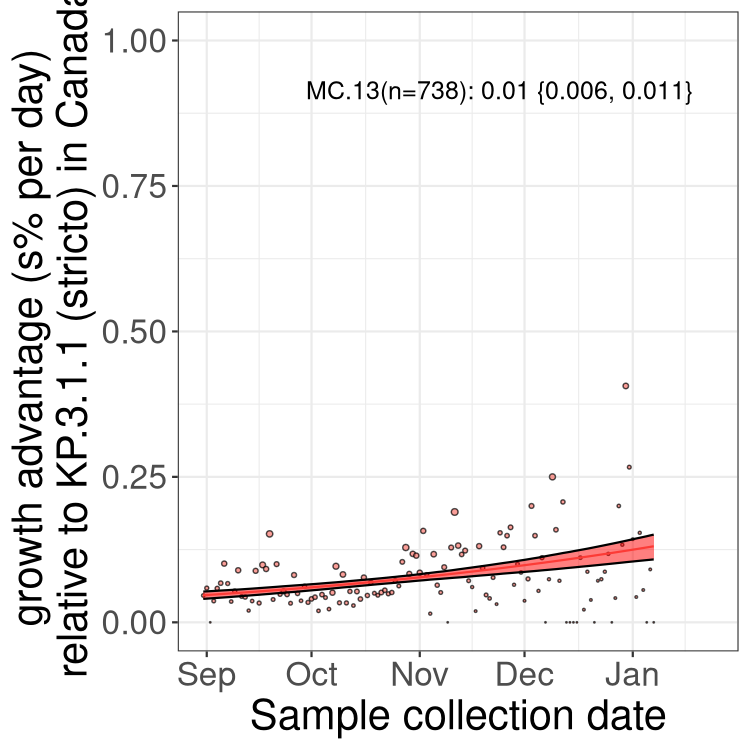 growth advantage (s% per day)
relative to KP.3.1.1 (stricto) in Canada
1.00
MC.13(n=738): 0.01 {0.006, 0.011}
0.75
0.50
0.25
0.00
Sep Oct Nov Dec Jan
Sample collection date